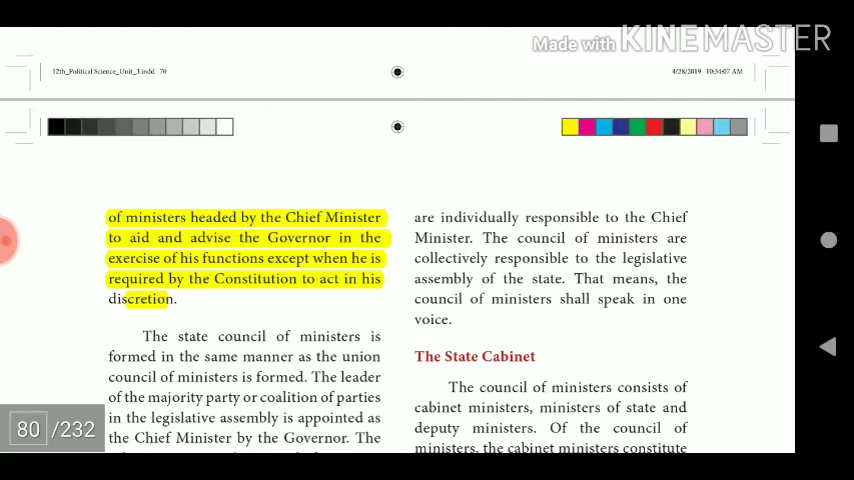 Made with KINEMASTER
12th_Political Science_Unit_3.indd 70
4/28/2019 10:34:07 AM
of ministers headed by the Chief Minister
to aid and advise the Governor in the
exercise of his functions except when he is
required by the Constitution to act in his
discretion.
The state council of ministers is
formed in the same manner as the union
council of ministers is formed. The leader
of the majority party or coalition of parties
in the legislative assembly is appointed as
the Chief Minister by the Governor. The
are individually responsible to the Chief
Minister. The council of ministers are
collectively responsible to the legislative
assembly of the state. That means, the
council of ministers shall speak in one
voice.
The State Cabinet
The council of ministers consists of
cabinet ministers, ministers of state and
deputy ministers. Of the council of
ministers, the cabinet ministers constitute
80 /232